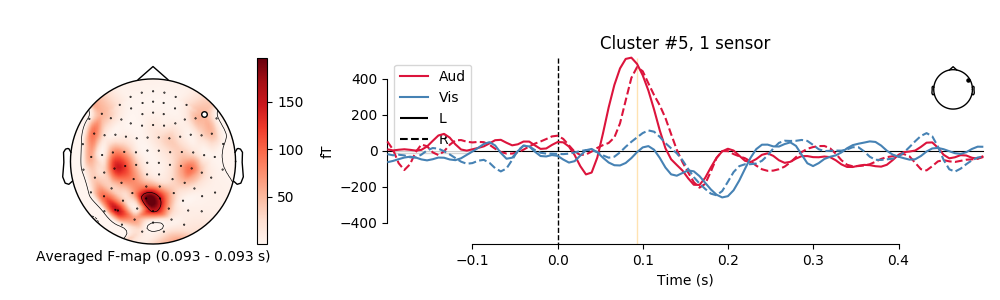 Cluster #5, 1 sensor
150
100
50
Averaged F-map (0.093 - 0.093 s)
fT
400
200
0
−200
−400
Aud
Vis
L
R
−0.1
0.0
0.1
0.2
0.3
0.4
Time (s)